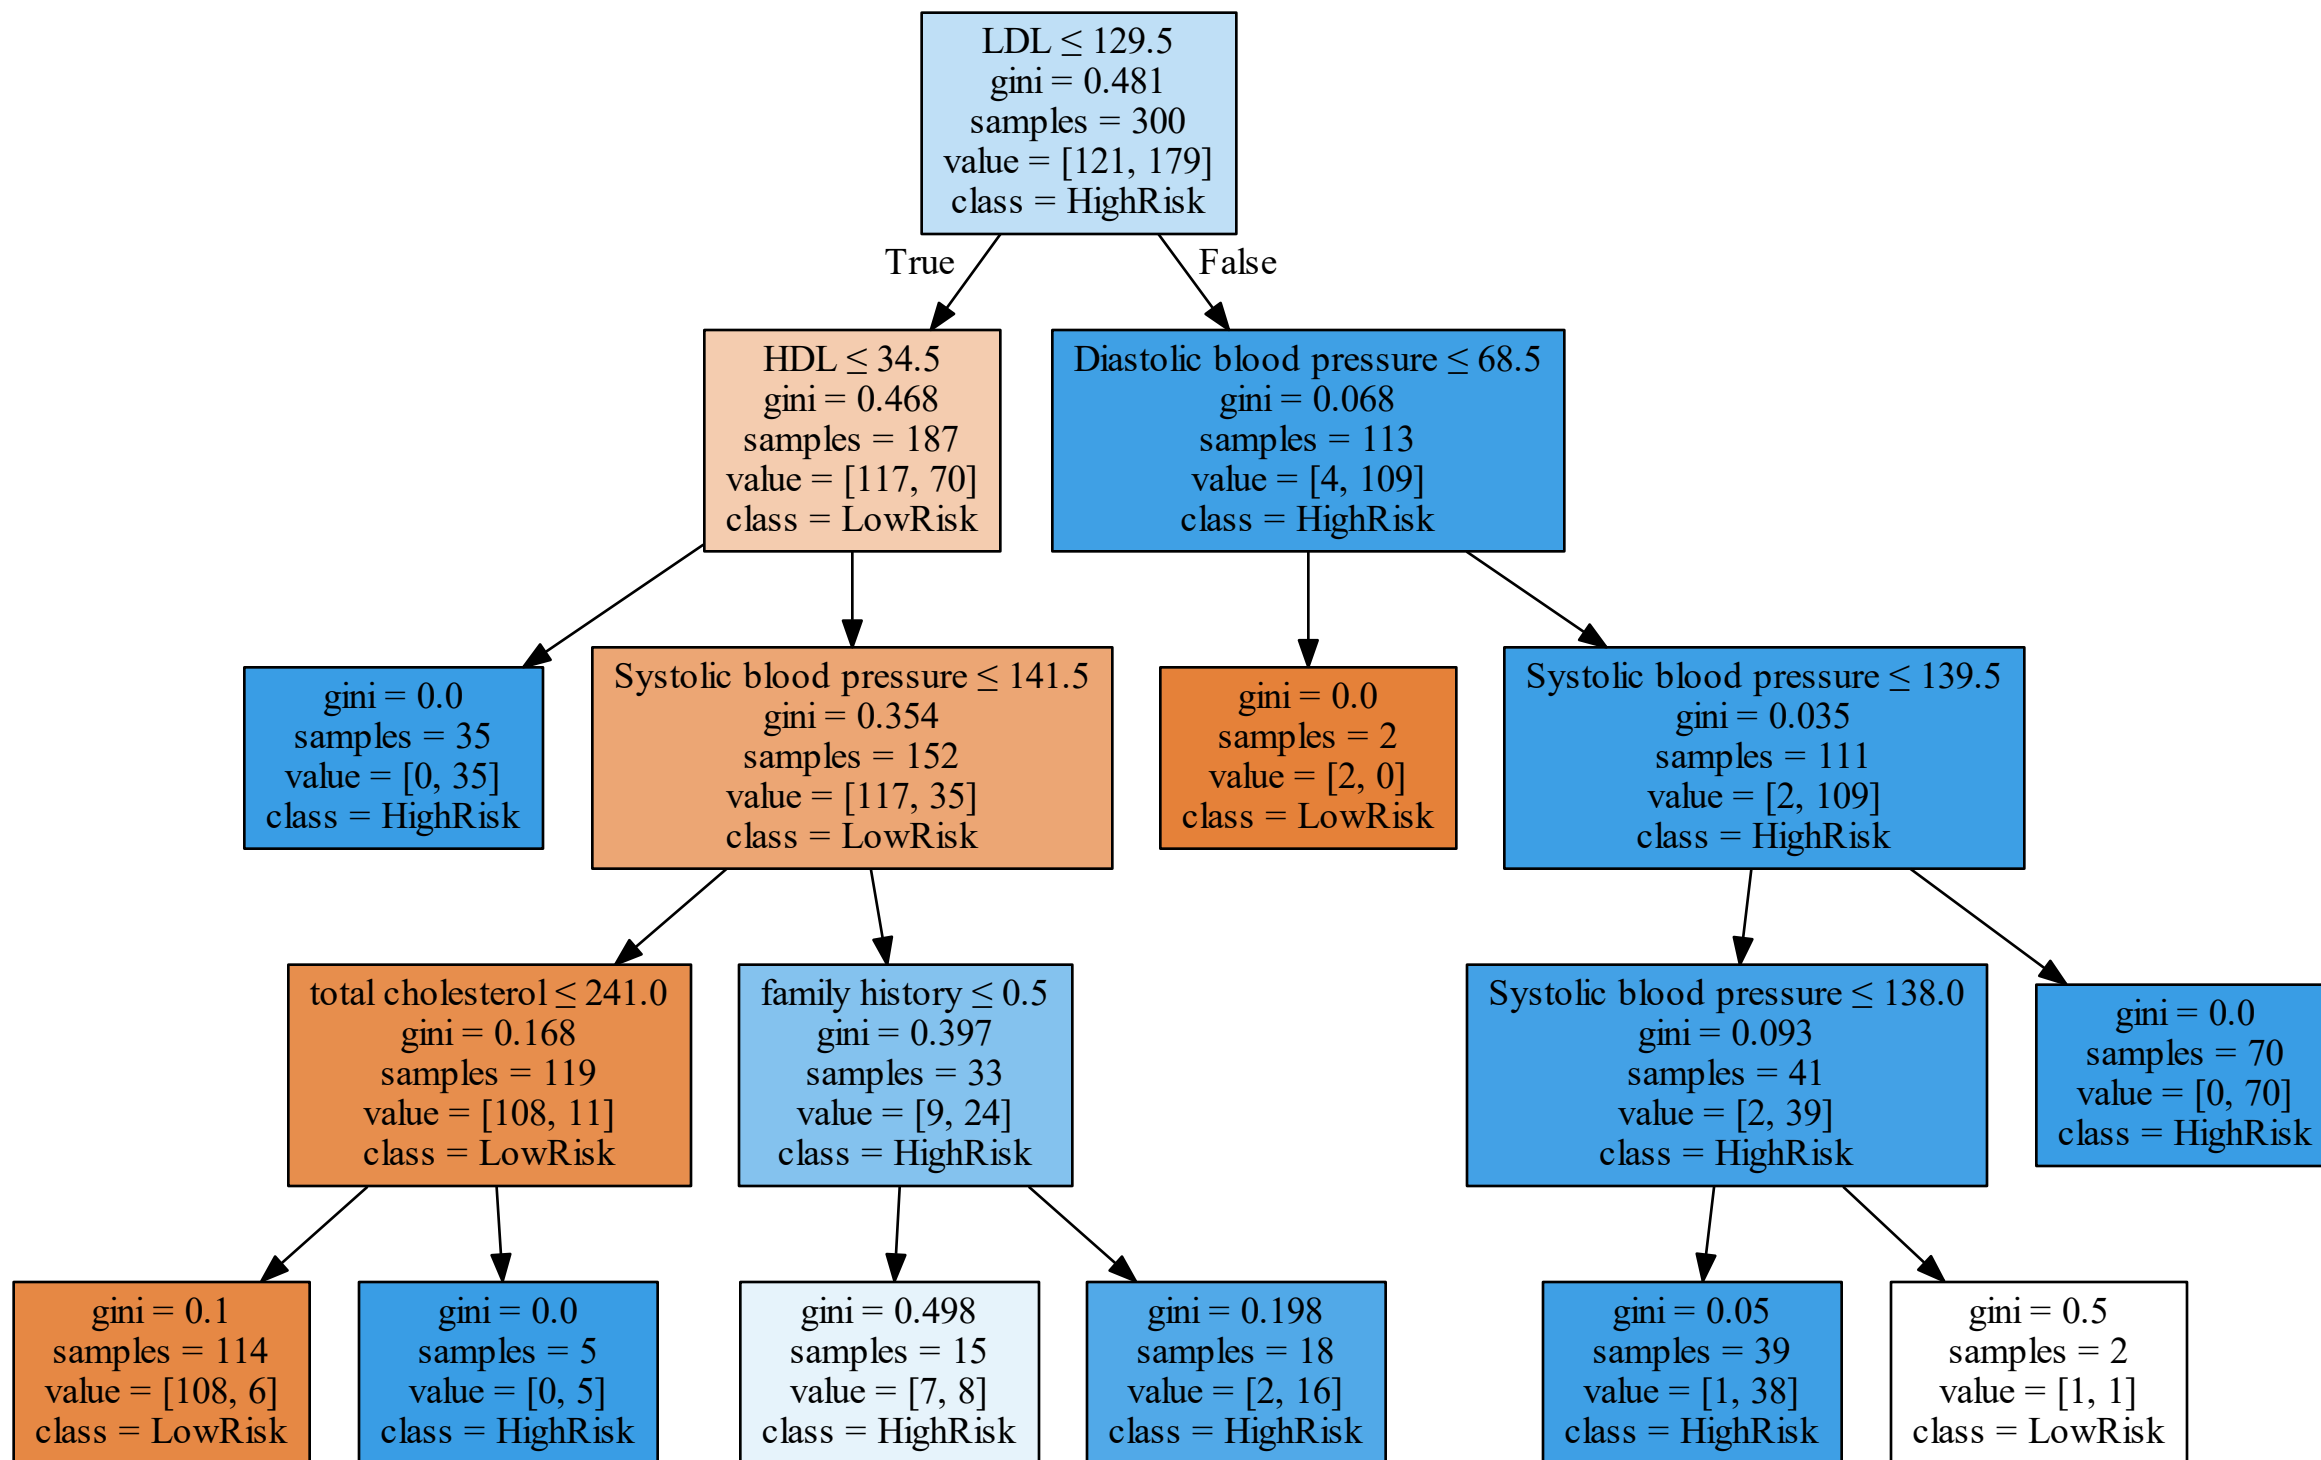 LDL ≤ 129.5
gini = 0.481
samples = 300
value = [121, 179]
class = HighRisk
True
False
HDL ≤ 34.5
gini = 0.468
samples = 187
value = [117, 70]
class = LowRisk
Diastolic blood pressure ≤ 68.5
gini = 0.068
samples = 113
value = [4, 109]
class = HighRisk
gini = 0.0
samples = 35
value = [0, 35]
class = HighRisk
Systolic blood pressure ≤ 141.5
gini = 0.354
samples = 152
value = [117, 35]
class = LowRisk
gini = 0.0
samples = 2
value = [2, 0]
class = LowRisk
Systolic blood pressure ≤ 139.5
gini = 0.035
samples = 111
value = [2, 109]
class = HighRisk
total cholesterol ≤ 241.0
gini = 0.168
samples = 119
value = [108, 11]
class = LowRisk
family history ≤ 0.5
gini = 0.397
samples = 33
value = [9, 24]
class = HighRisk
Systolic blood pressure ≤ 138.0
gini = 0.093
samples = 41
value = [2, 39]
class = HighRisk
gini = 0.0
samples = 70
value = [0, 70]
class = HighRisk
gini = 0.1
samples = 114
value = [108, 6]
class = LowRisk
gini = 0.0
samples = 5
value = [0, 5]
class = HighRisk
gini = 0.498
samples = 15
value = [7, 8]
class = HighRisk
gini = 0.198
samples = 18
value = [2, 16]
class = HighRisk
gini = 0.05
samples = 39
value = [1, 38]
class = HighRisk
gini = 0.5
samples = 2
value = [1, 1]
class = LowRisk